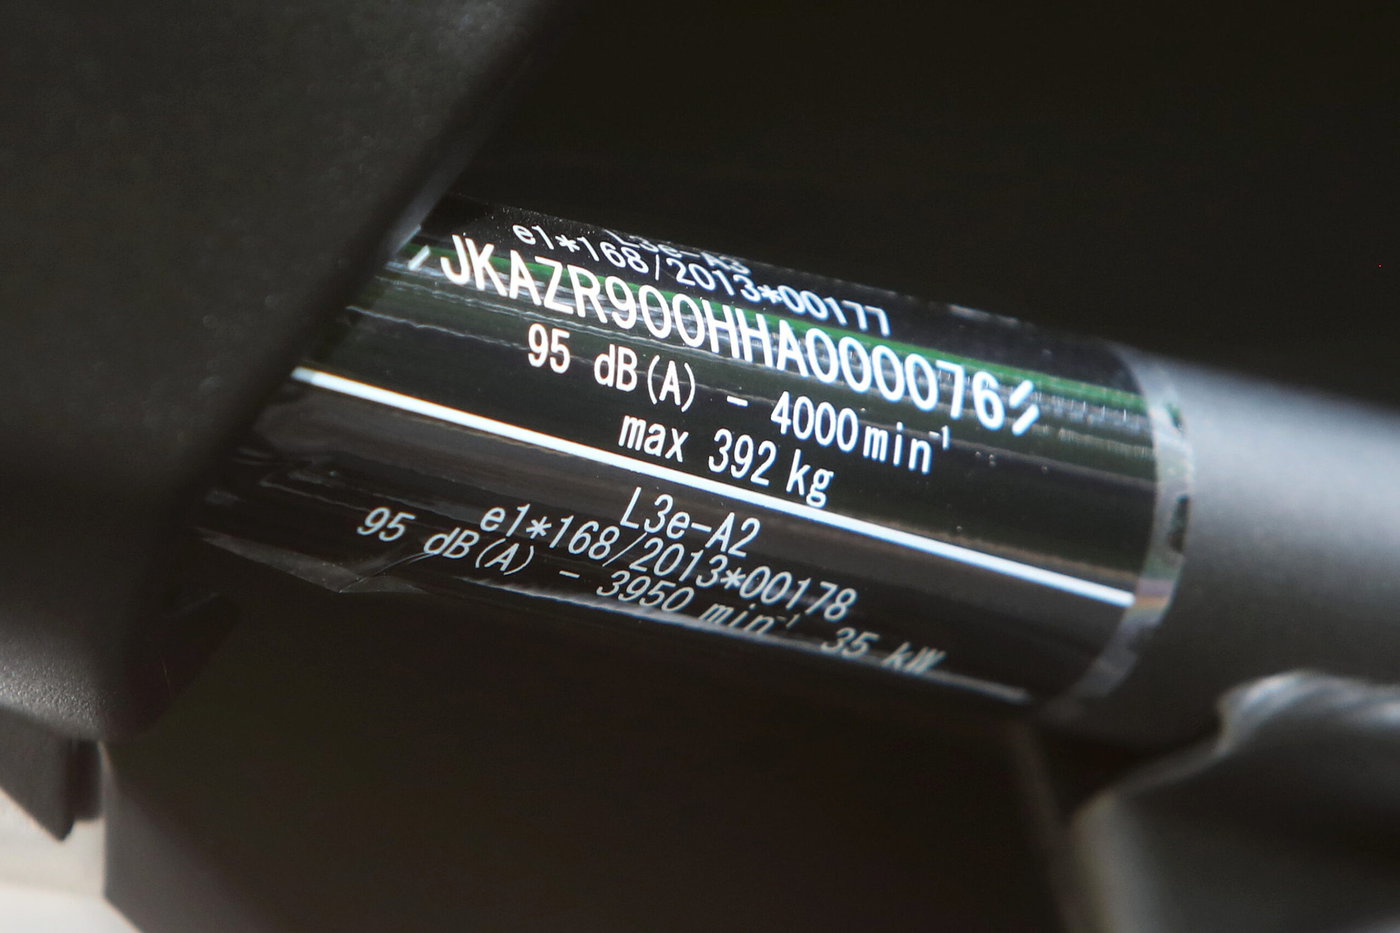 L3e-A3
e1*168/2013*00177
JKAZR900HHA000076
95 dB(A) - 4000min⁻¹
max 392 kg
L3e-A2
e1*168/2013*00178
95 dB(A) - 3950 min⁻¹ 35 kW